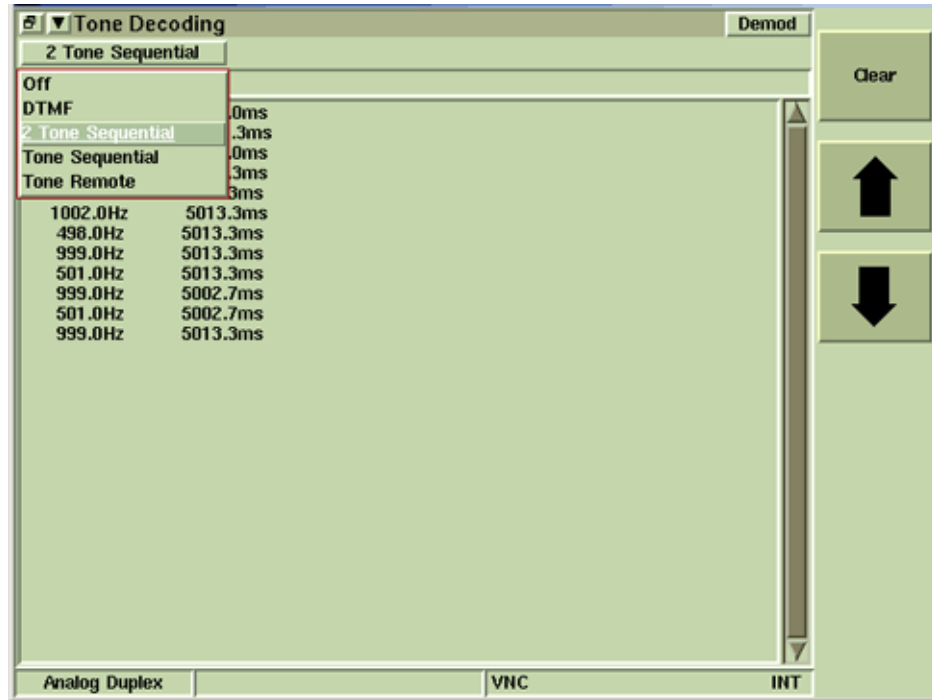 Tone Decoding
Demod
2 Tone Sequential
Clear
Off
DTMF
2 Tone Sequential
Tone Sequential
Tone Remote
.0ms
.3ms
.0ms
.3ms
3ms
1002.0Hz 5013.3ms
498.0Hz 5013.3ms
999.0Hz 5013.3ms
501.0Hz 5013.3ms
999.0Hz 5002.7ms
501.0Hz 5002.7ms
999.0Hz 5013.3ms
Analog Duplex
VNC
INT